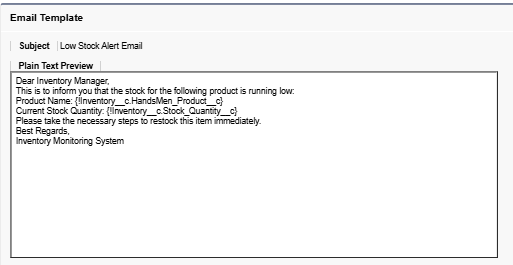 Email Template
Subject Low Stock Alert Email
Plain Text Preview
Dear Inventory Manager,
This is to inform you that the stock for the following product is running low:
Product Name: {!Inventory__c.HandsMen_Product__c}
Current Stock Quantity: {!Inventory__c.Stock_Quantity__c}
Please take the necessary steps to restock this item immediately.
Best Regards,
Inventory Monitoring System